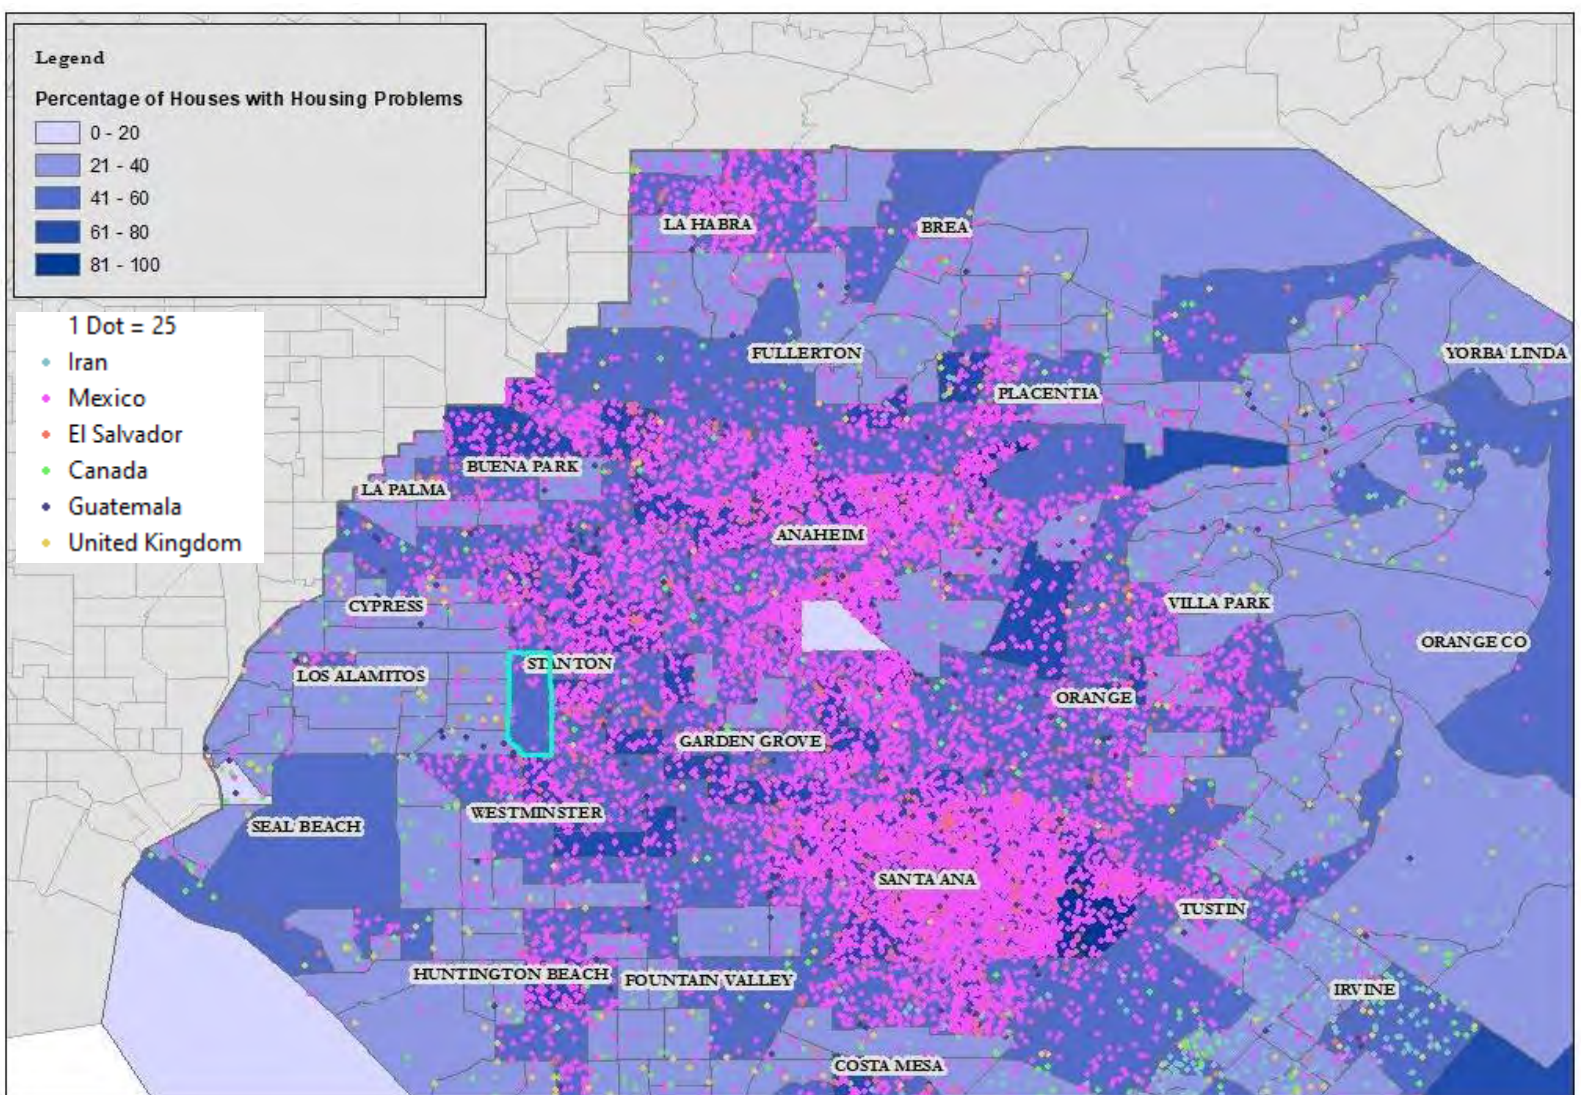 Legend
Percentage of Houses with Housing Problems
0 - 20
21 - 40
41 - 60
61 - 80
81 - 100
1 Dot = 25
Iran
Mexico
El Salvador
Canada
Guatemala
United Kingdom
LA HABRA
BREA
FULLERTON
YORBA LINDA
PLACENTIA
BUENA PARK
LA PALMA
ANAHEIM
CYPRESS
VILLA PARK
ORANGE CO
STANTON
LOS ALAMITOS
ORANGE
GARDEN GROVE
WESTMINSTER
SEAL BEACH
SANTA ANA
TUSTIN
HUNTINGTON BEACH
FOUNTAIN VALLEY
IRVINE
COSTA MESA